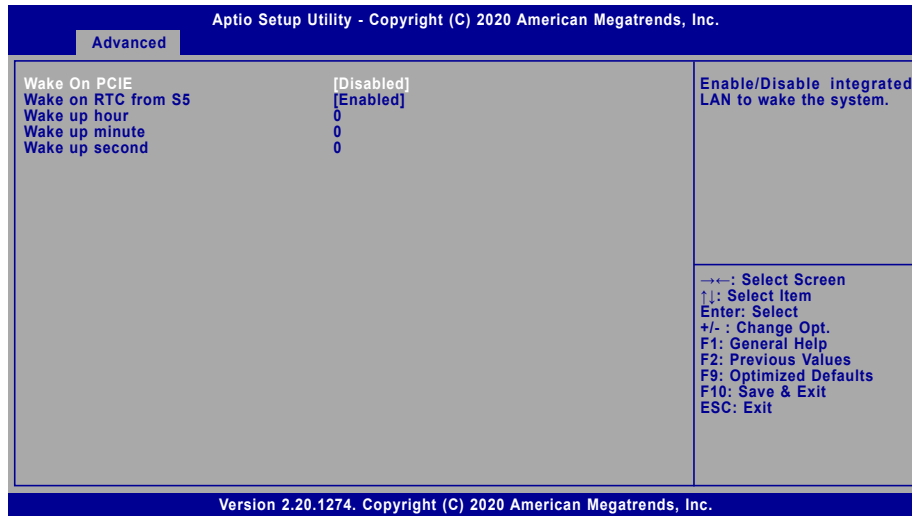 Aptio Setup Utility - Copyright (C) 2020 American Megatrends, Inc.
Advanced
Wake On PCIE [Disabled]
Wake on RTC from S5 [Enabled]
Wake up hour 0
Wake up minute 0
Wake up second 0
Enable/Disable integrated
LAN to wake the system.
→←: Select Screen
↑↓: Select Item
Enter: Select
+/- : Change Opt.
F1: General Help
F2: Previous Values
F9: Optimized Defaults
F10: Save & Exit
ESC: Exit
Version 2.20.1274. Copyright (C) 2020 American Megatrends, Inc.